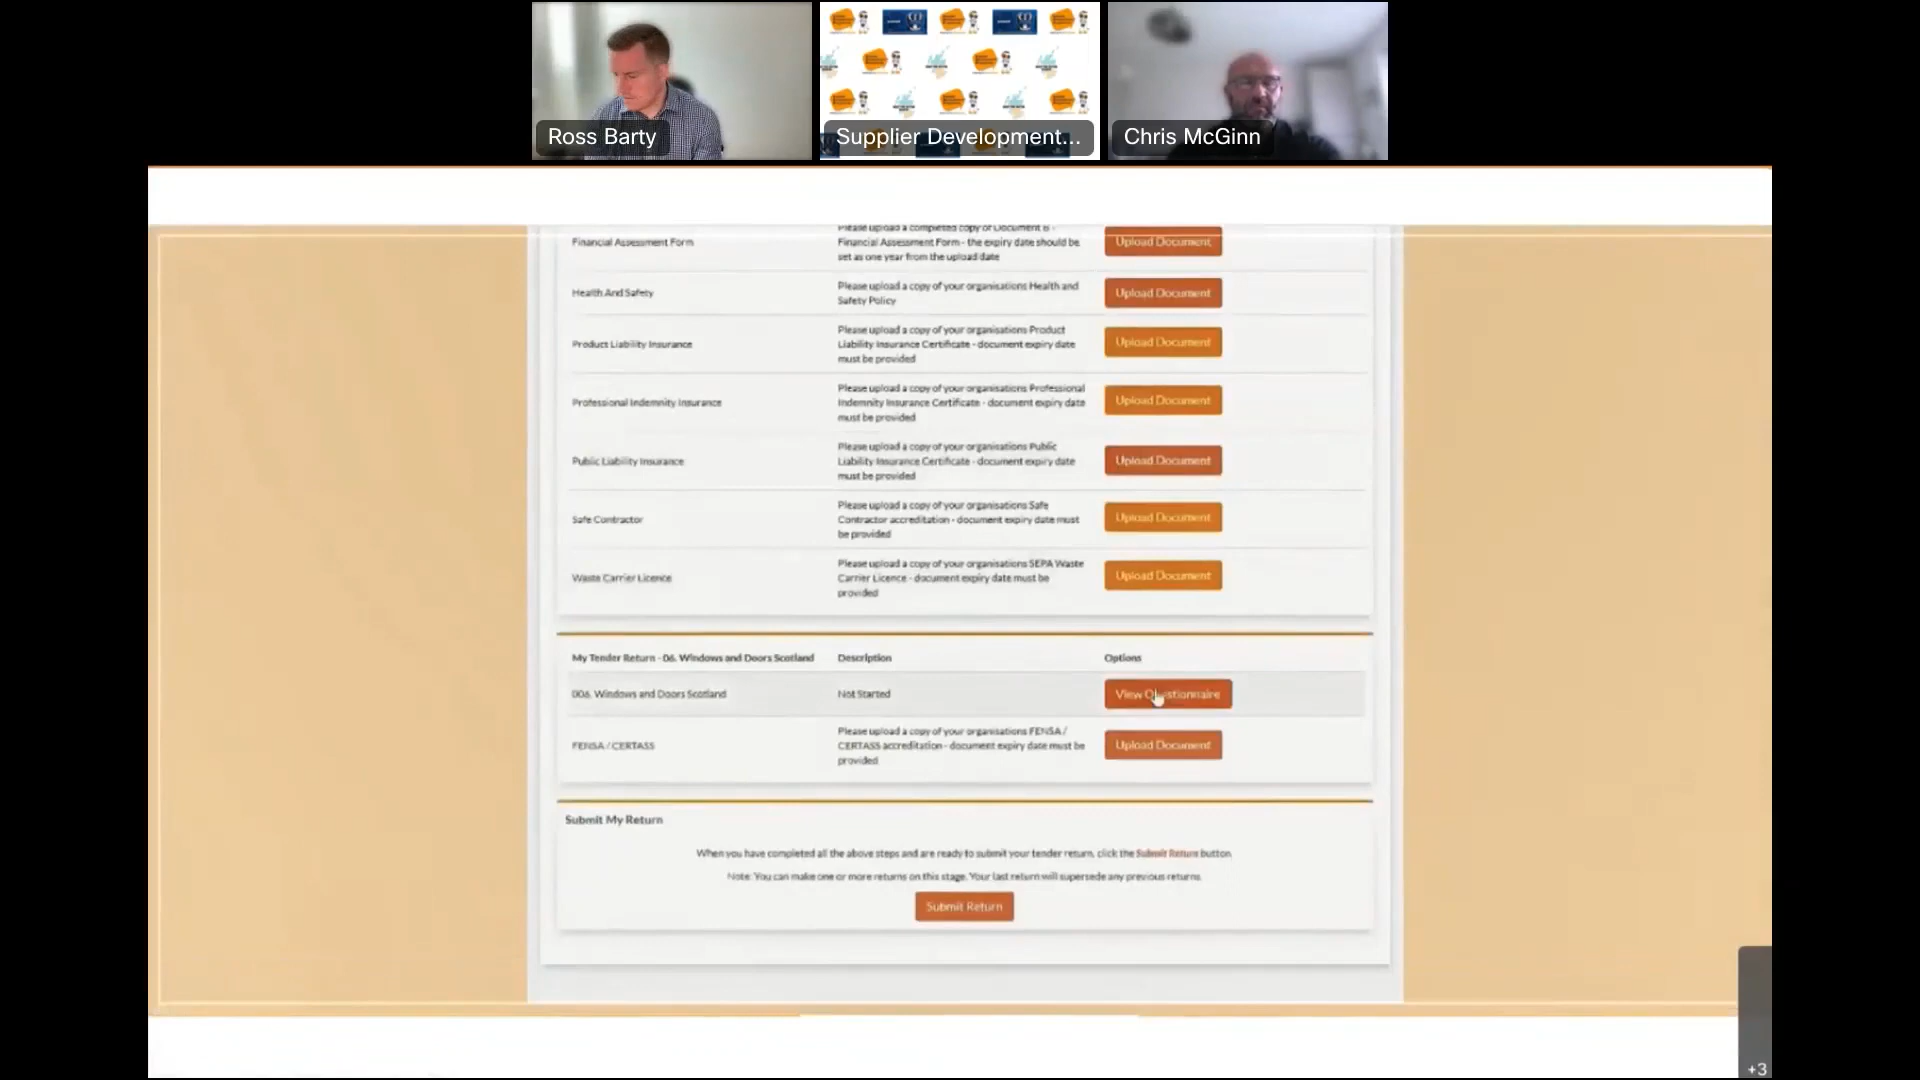 Ross Barty
Supplier Development...
Chris McGinn
Financial Assessment Form
Please upload a completed copy of Document B -
Financial Assessment Form - the expiry date should be
set as one year from the upload date
Upload Document
Health And Safety
Please upload a copy of your organisations Health and
Safety Policy
Upload Document
Product Liability Insurance
Please upload a copy of your organisations Product
Liability Insurance Certificate - document expiry date
must be provided
Upload Document
Professional Indemnity Insurance
Please upload a copy of your organisations Professional
Indemnity Insurance Certificate - document expiry date
must be provided
Upload Document
Public Liability Insurance
Please upload a copy of your organisations Public
Liability Insurance Certificate - document expiry date
must be provided
Upload Document
Safe Contractor
Please upload a copy of your organisations Safe
Contractor accreditation - document expiry date must
be provided
Upload Document
Waste Carrier Licence
Please upload a copy of your organisations SEPA Waste
Carrier Licence - document expiry date must be
provided
Upload Document
My Tender Return - 06. Windows and Doors Scotland
Description
Options
006. Windows and Doors Scotland
Not Started
View Questionnaire
FENSA / CERTASS
Please upload a copy of your organisations FENSA /
CERTASS accreditation - document expiry date must be
provided
Upload Document
Submit My Return
When you have completed all the above steps and are ready to submit your tender return, click the Submit Return button.
Note: You can make one or more returns on this stage. Your last return will supersede any previous returns.
Submit Return
+3